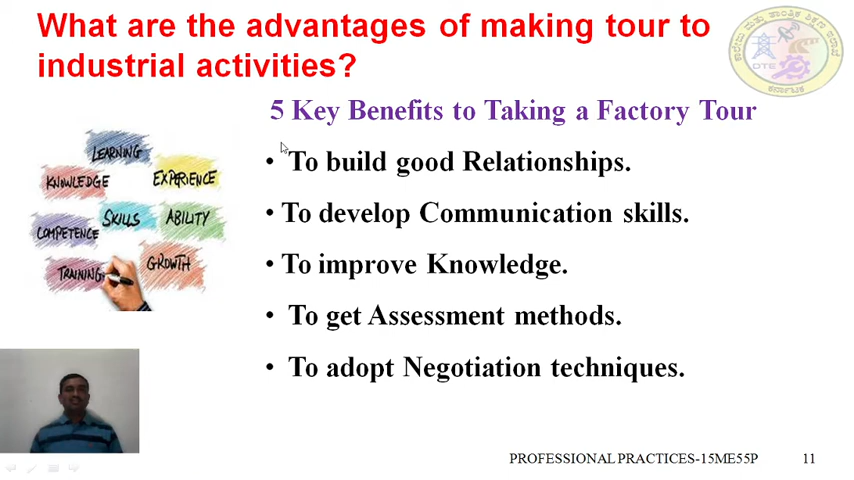 What are the advantages of making tour to
industrial activities?
5 Key Benefits to Taking a Factory Tour
• To build good Relationships.
• To develop Communication skills.
• To improve Knowledge.
• To get Assessment methods.
• To adopt Negotiation techniques.
LEARNING
KNOWLEDGE
EXPERIENCE
SKILLS
ABILITY
COMPETENCE
TRAINING
GROWTH
DTE
ಕರ್ನಾಟಕ
PROFESSIONAL PRACTICES-15ME55P
11